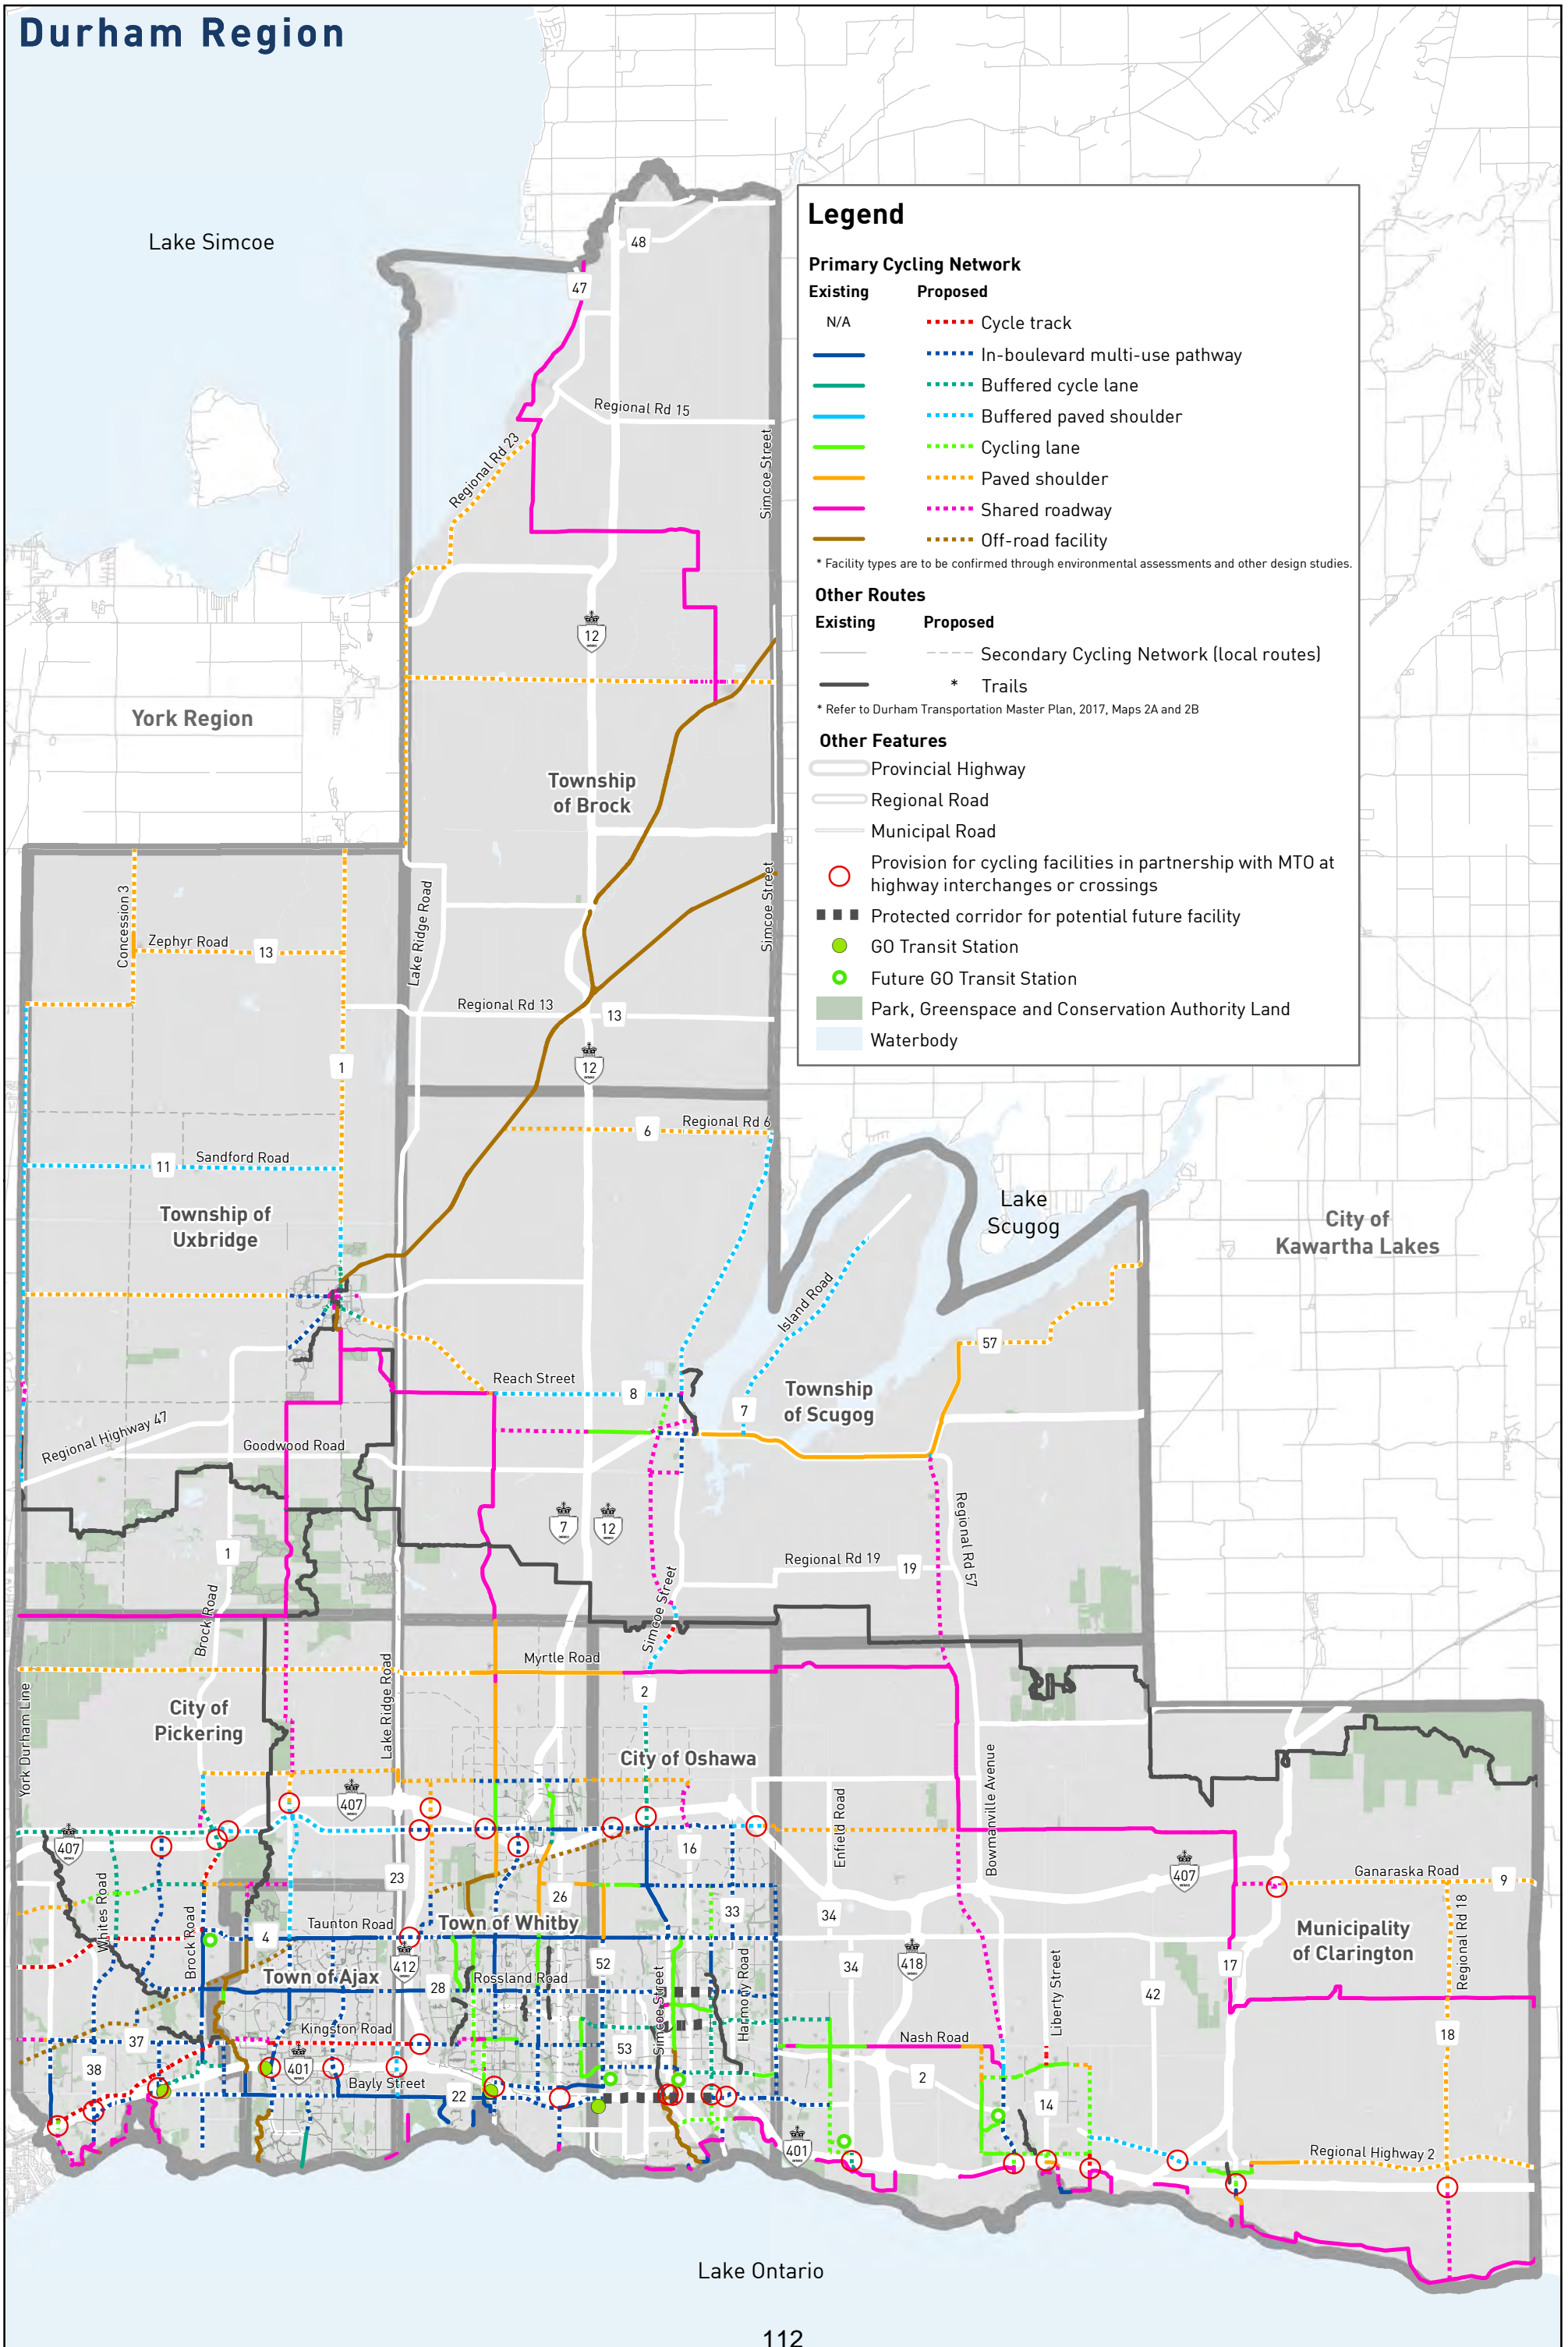 Durham Region
Lake Simcoe
York Region
Legend
Primary Cycling Network
Existing Proposed
N/A Cycle track
In-boulevard multi-use pathway
Buffered cycle lane
Buffered paved shoulder
Cycling lane
Paved shoulder
Shared roadway
Off-road facility
* Facility types are to be confirmed through environmental assessments and other design studies.
Other Routes
Existing Proposed
Secondary Cycling Network (local routes)
* Trails
* Refer to Durham Transportation Master Plan, 2017, Maps 2A and 2B
Other Features
Provincial Highway
Regional Road
Municipal Road
Provision for cycling facilities in partnership with MTO at
highway interchanges or crossings
Protected corridor for potential future facility
GO Transit Station
Future GO Transit Station
Park, Greenspace and Conservation Authority Land
Waterbody
48
47
Regional Rd 15
Regional Rd 23
Simcoe Street
12
Township
of Brock
Concession 3
Zephyr Road
13
Lake Ridge Road
Simcoe Street
Regional Rd 13
13
1
12
6
Regional Rd 6
11
Sandford Road
Township of
Uxbridge
Lake
Scugog
City of
Kawartha Lakes
Island Road
57
Reach Street
8
7
Township
of Scugog
Regional Highway 47
Goodwood Road
7
12
1
Regional Rd 19
19
Regional Rd 57
Brock Road
Simcoe Street
Myrtle Road
York Durham Line
City of
Pickering
Lake Ridge Road
2
City of Oshawa
407
407
Enfield Road
Bowmanville Avenue
16
407
Ganaraska Road
9
Whites Road
23
26
33
34
Regional Rd 18
Brock Road
4
Taunton Road
Town of Whitby
Municipality
of Clarington
412
52
34
418
17
Town of Ajax
28
Rossland Road
Simcoe Street
Harmony Road
Liberty Street
42
37
Kingston Road
53
Nash Road
18
38
401
Bayly Street
22
2
14
401
Regional Highway 2
Lake Ontario
112